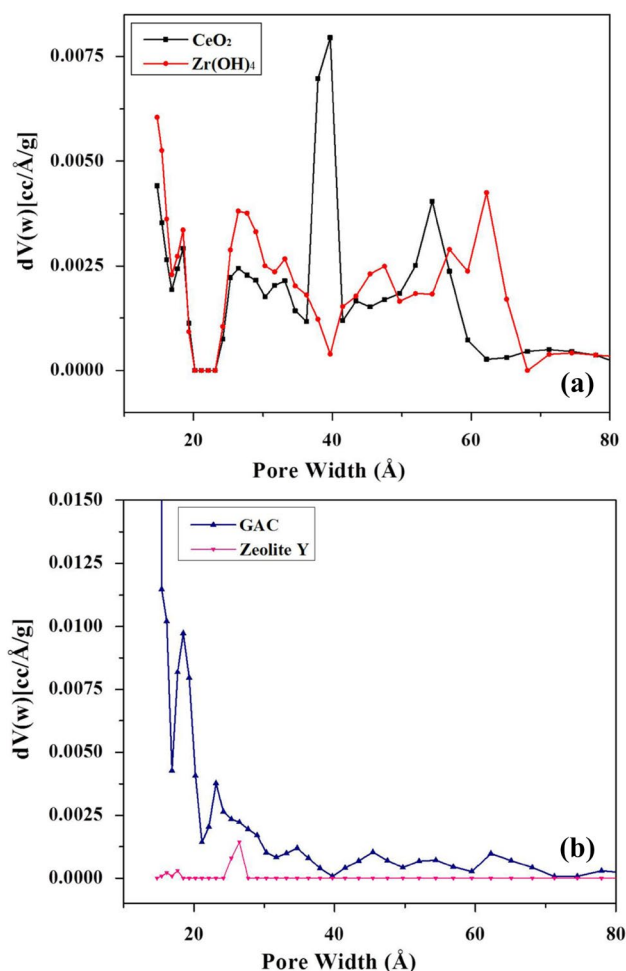 CeO2
Zr(OH)4
0.0075
0.0050
0.0025
0.0000
dV(w)[cc/Å/g]
(a)
20 40 60 80
Pore Width (Å)
0.0150
0.0125
0.0100
0.0075
0.0050
0.0025
0.0000
dV(w)[cc/Å/g]
GAC
Zeolite Y
(b)
20 40 60 80
Pore Width (Å)